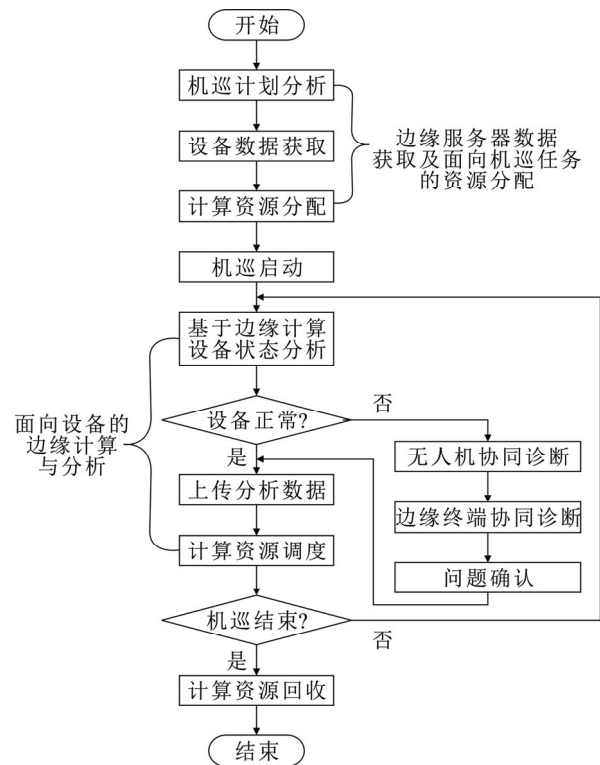 开始
机巡计划分析
设备数据获取
计算资源分配
边缘服务器数据
获取及面向机巡任务
的资源分配
机巡启动
基于边缘计算
设备状态分析
设备正常?
否
是
面向设备的
边缘计算
与分析
无人机协同诊断
上传分析数据
边缘终端协同诊断
计算资源调度
问题确认
机巡结束?
否
是
计算资源回收
结束